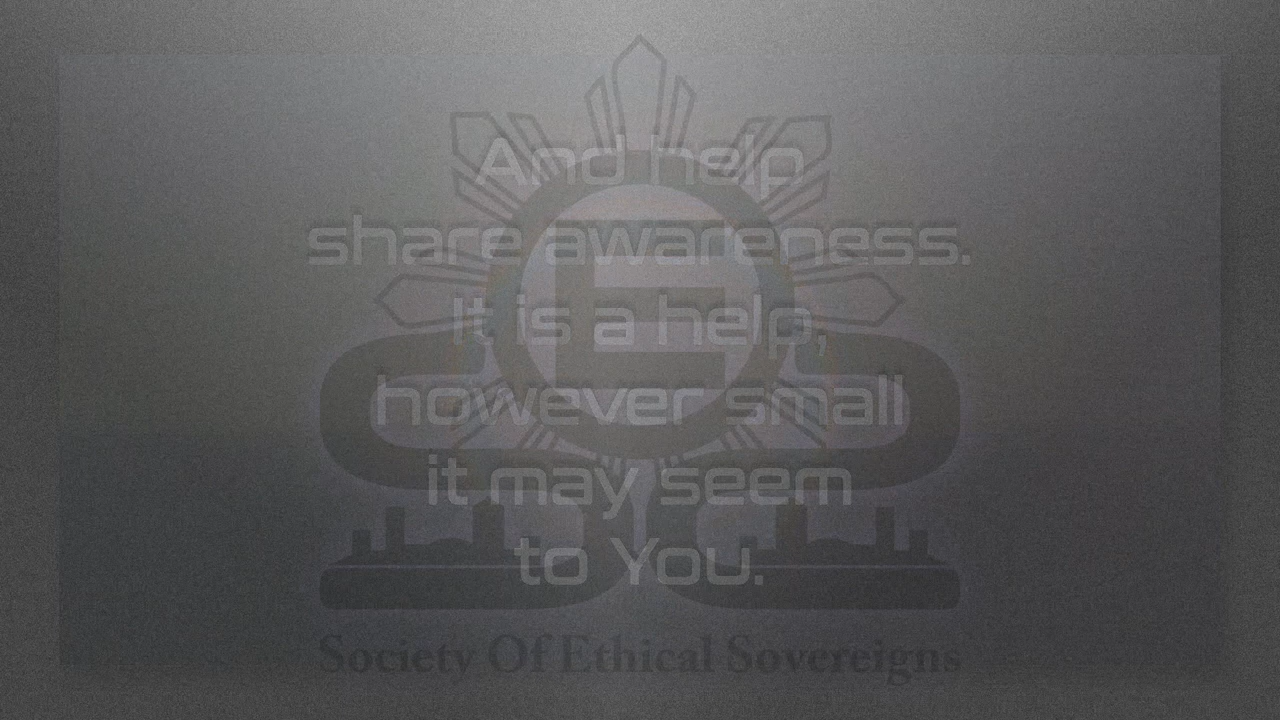 And help
share awareness.
It is a help,
however small
it may seem
to You.
E
Society Of Ethical Sovereigns